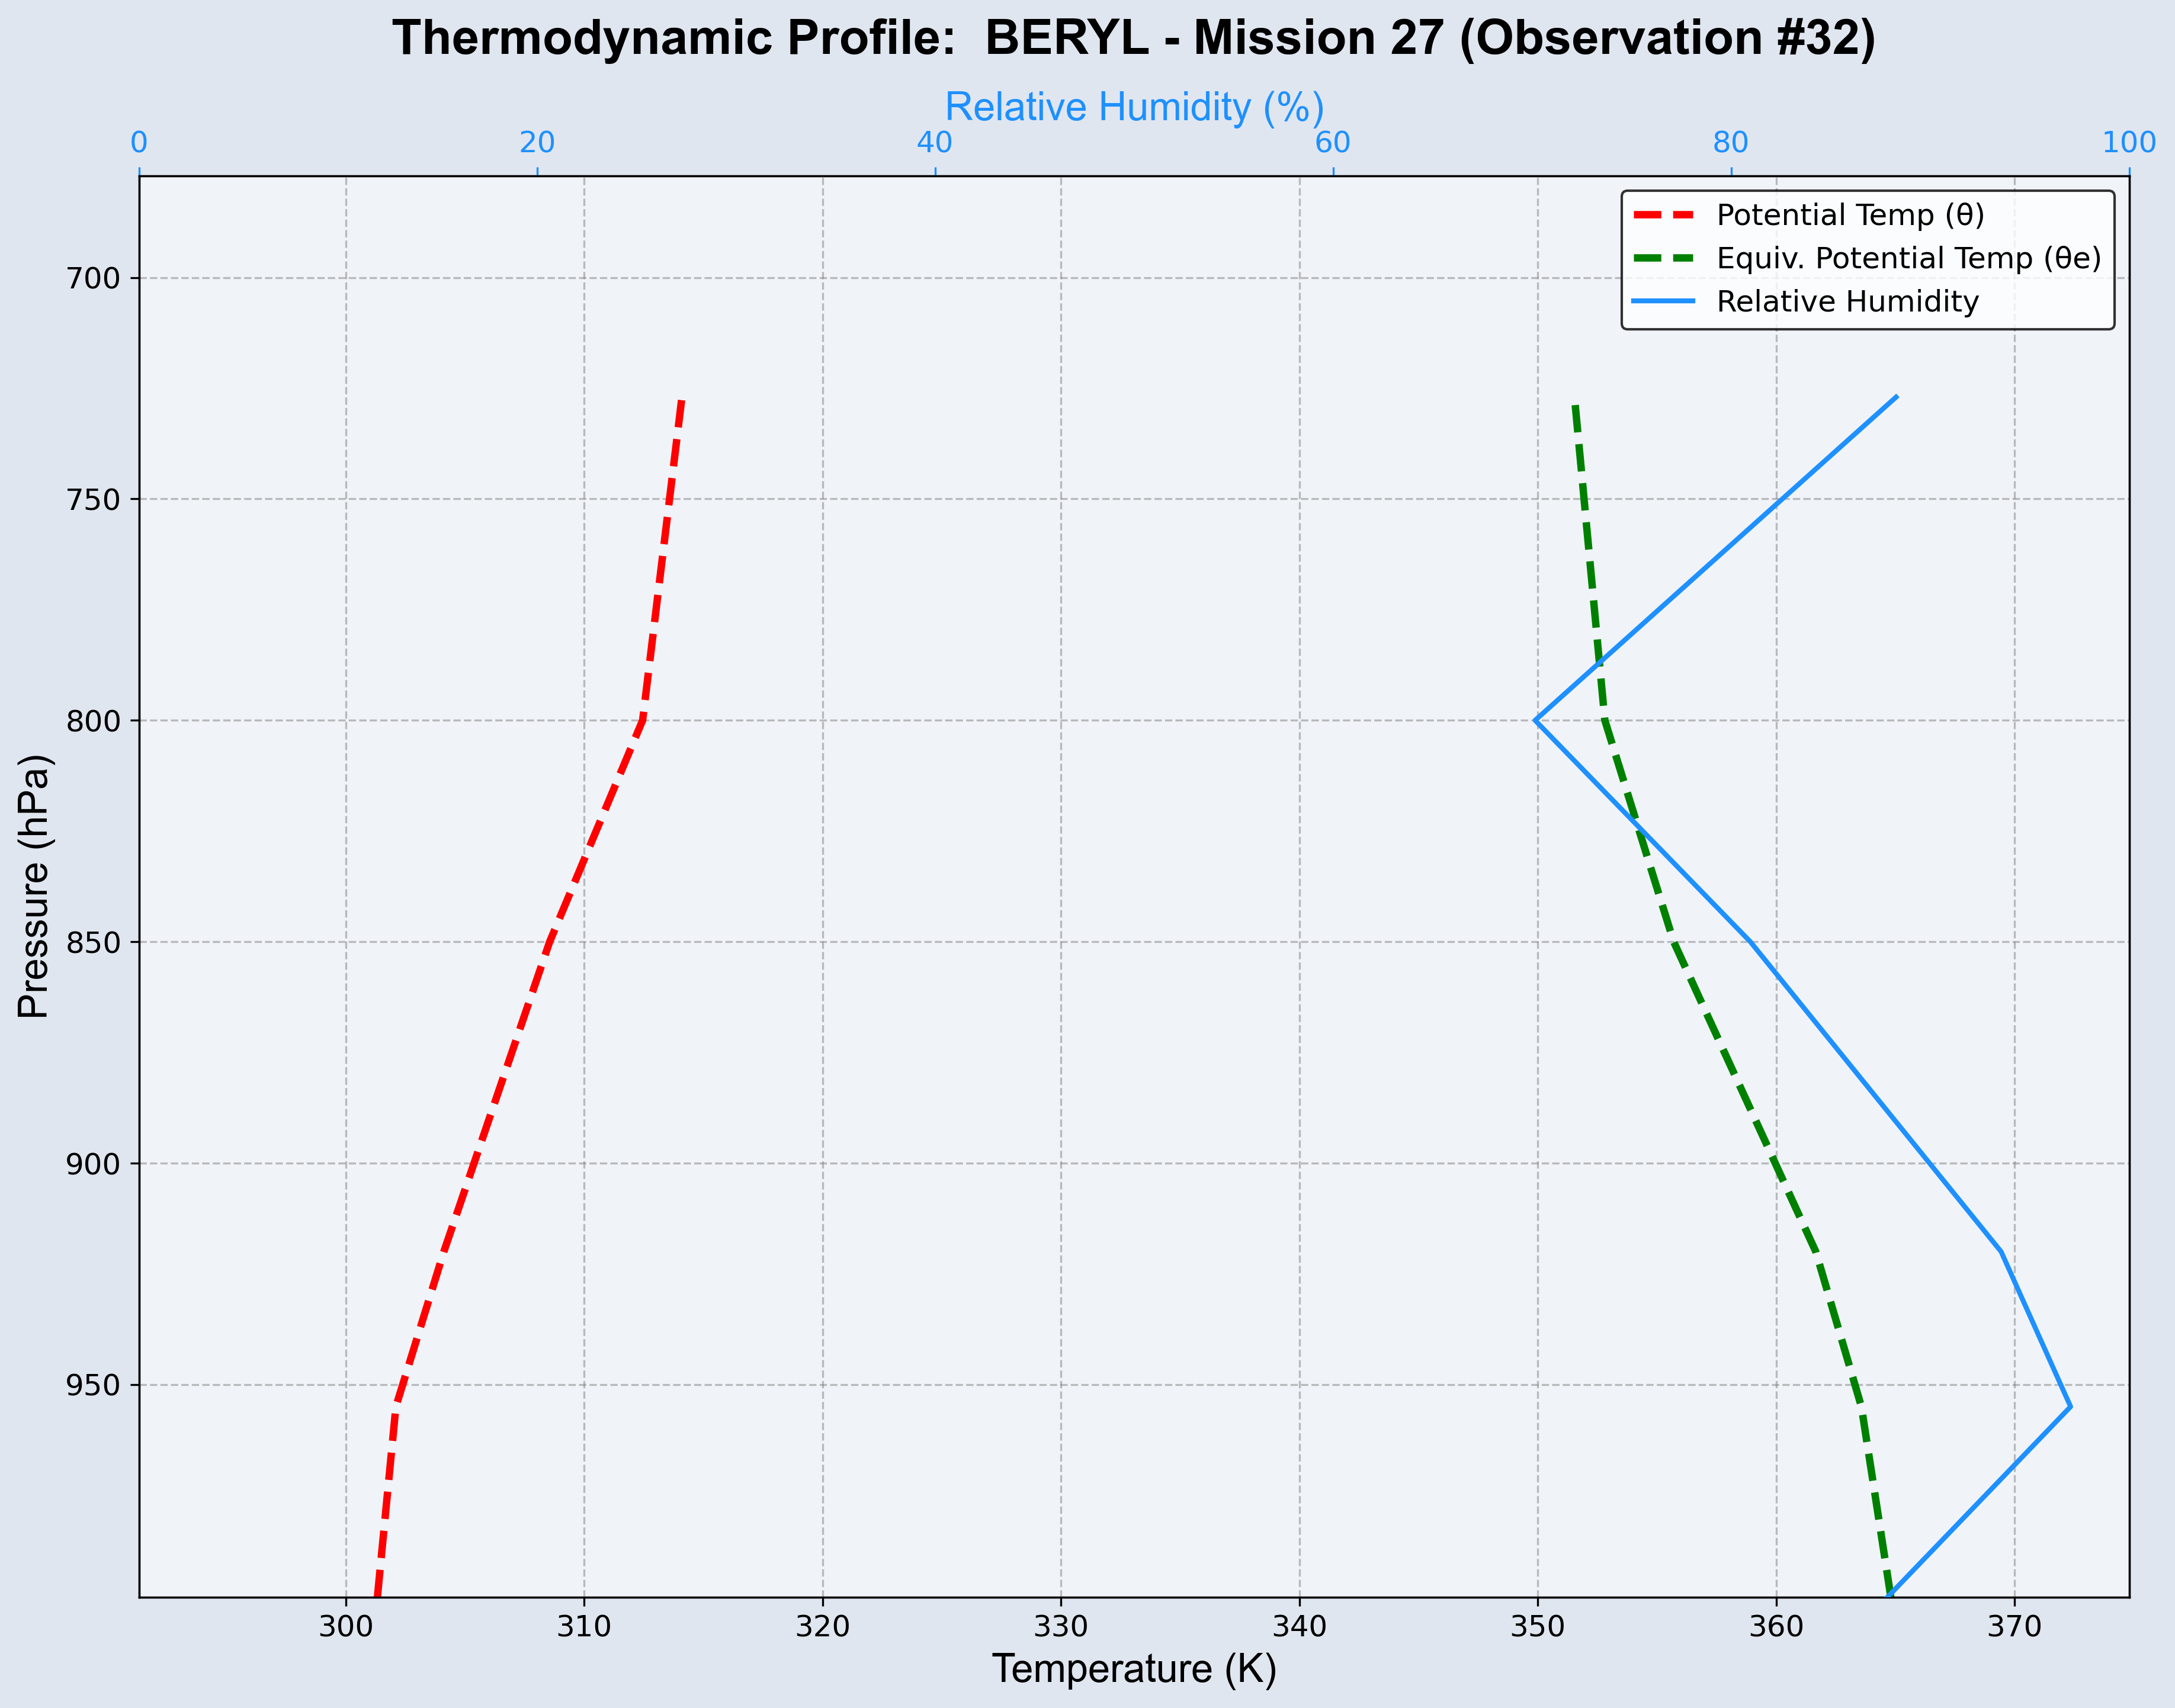 Thermodynamic Profile:  BERYL - Mission 27 (Observation #32)
Relative Humidity (%)
0 20 40 60 80 100
Potential Temp (θ)
Equiv. Potential Temp (θe)
Relative Humidity
700
750
800
850
900
950
Pressure (hPa)
300 310 320 330 340 350 360 370
Temperature (K)